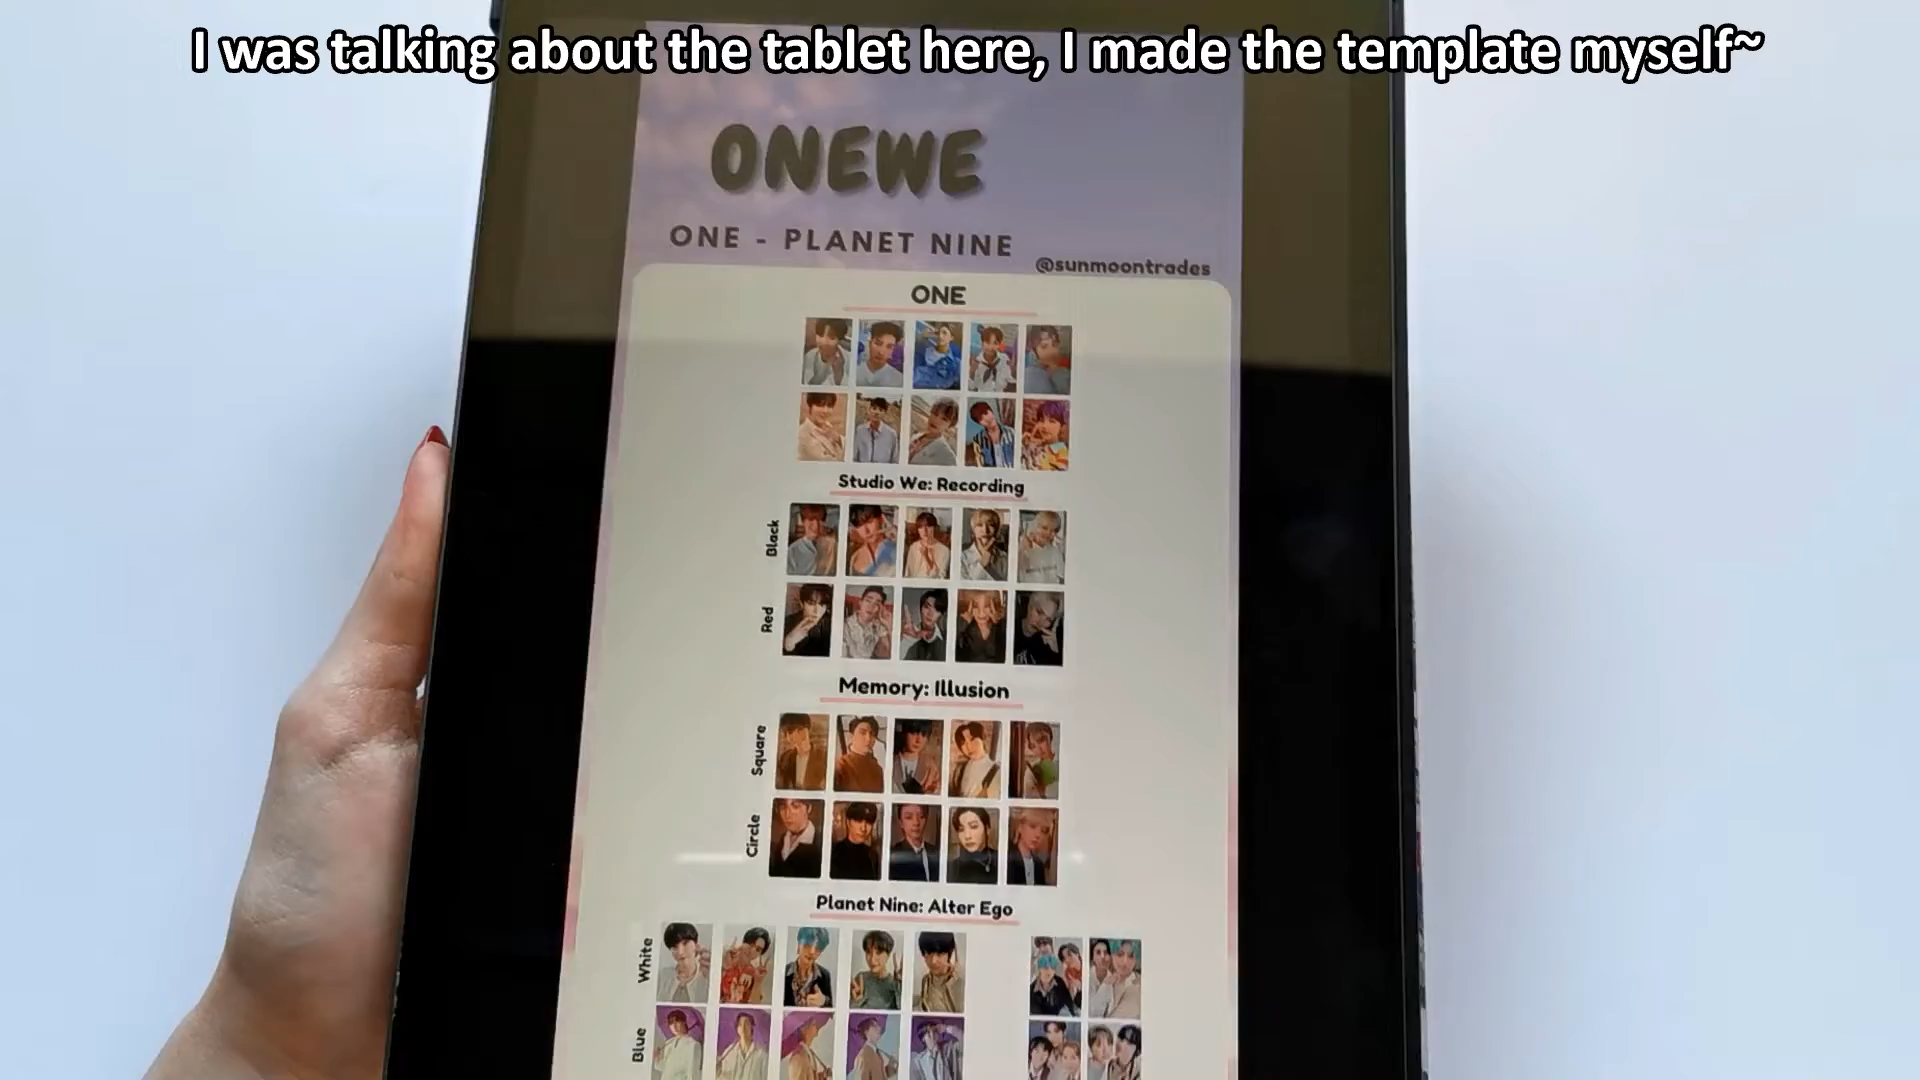 I was talking about the tablet here, I made the template myself~
ONEWE
ONE - PLANET NINE
@sunmoontrades
ONE
Studio We: Recording
Black
Red
Memory: Illusion
Square
Circle
Planet Nine: Alter Ego
White
Blue